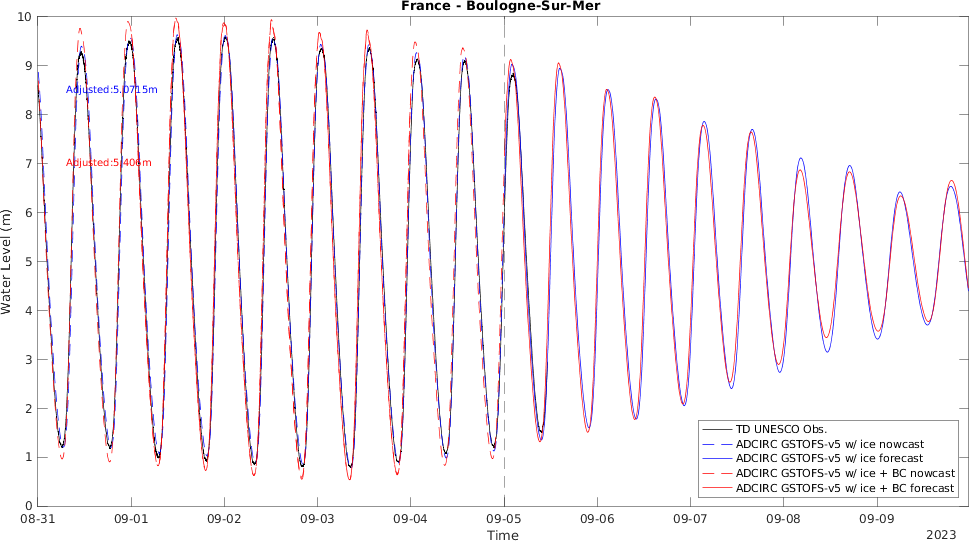 France - Boulogne-Sur-Mer
10
9
8
7
6
5
4
3
2
1
0
Water Level (m)
Adjusted:5.0715m
Adjusted:5.406m
TD UNESCO Obs.
ADCIRC GSTOFS-v5 w/ ice nowcast
ADCIRC GSTOFS-v5 w/ ice forecast
ADCIRC GSTOFS-v5 w/ ice + BC nowcast
ADCIRC GSTOFS-v5 w/ ice + BC forecast
08-31 09-01 09-02 09-03 09-04 09-05 09-06 09-07 09-08 09-09
Time
2023